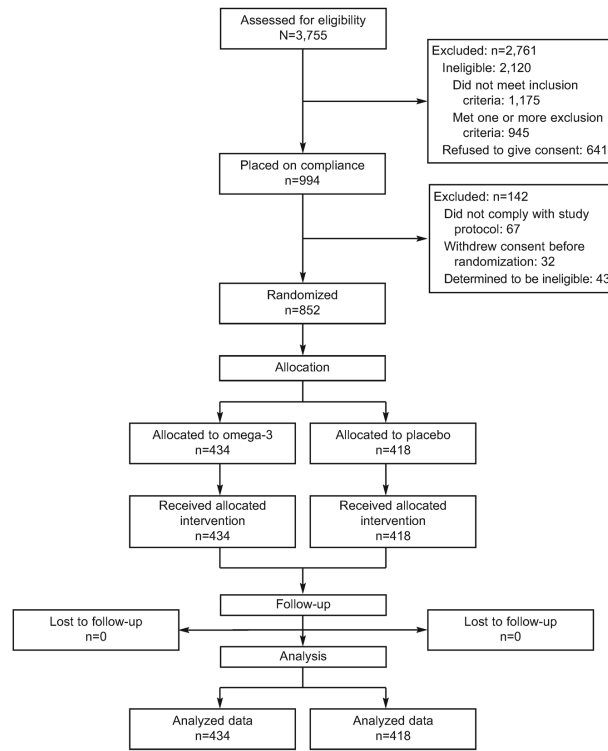 Assessed for eligibility
N=3,755
Excluded: n=2,761
Ineligible: 2,120
Did not meet inclusion
criteria: 1,175
Met one or more exclusion
criteria: 945
Refused to give consent: 641
Placed on compliance
n=994
Excluded: n=142
Did not comply with study
protocol: 67
Withdrew consent before
randomization: 32
Determined to be ineligible: 43
Randomized
n=852
Allocation
Allocated to omega-3
n=434
Allocated to placebo
n=418
Received allocated
intervention
n=434
Received allocated
intervention
n=418
Follow-up
Lost to follow-up
n=0
Lost to follow-up
n=0
Analysis
Analyzed data
n=434
Analyzed data
n=418